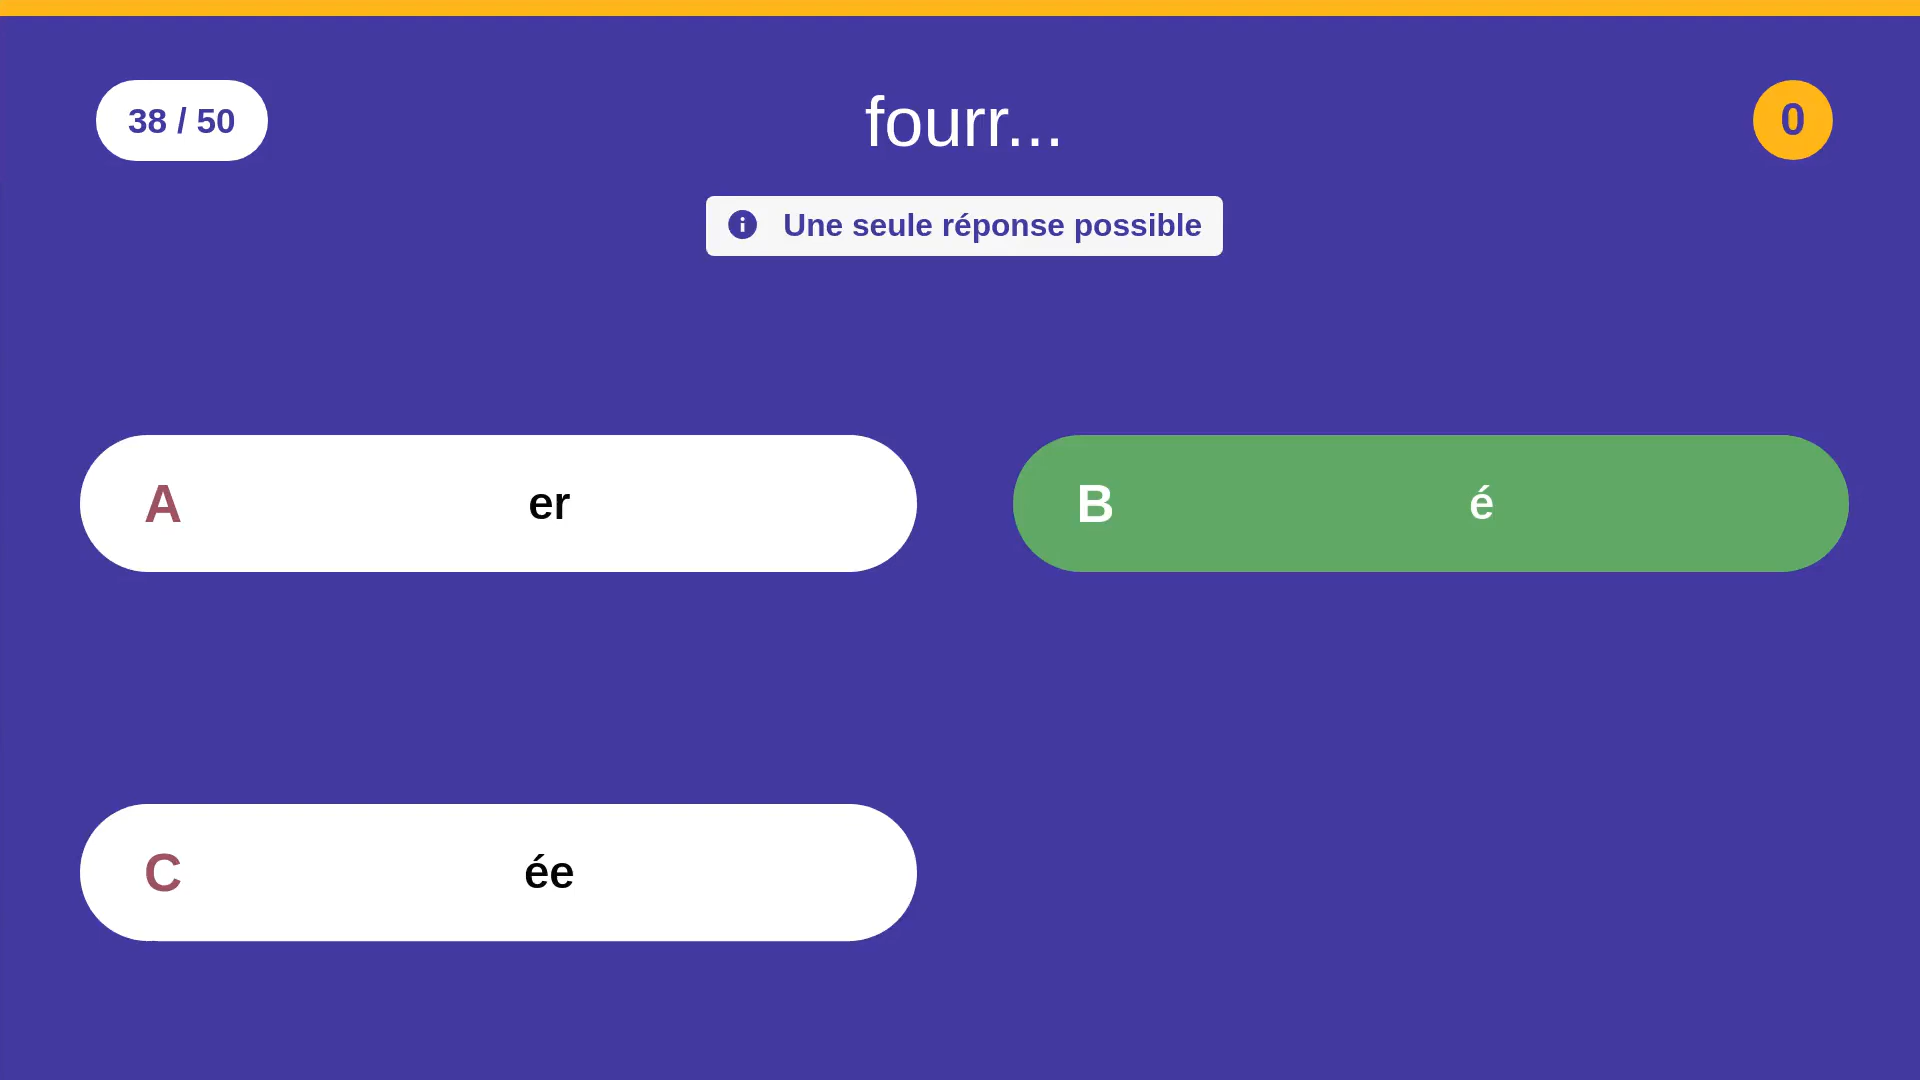 38 / 50
fourr...
0
Une seule réponse possible
A er
B é
C ée